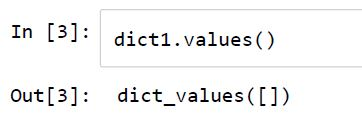 In [3]: dict1.values()
Out[3]: dict_values([])